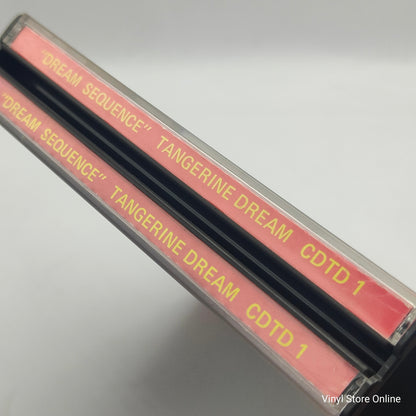 "DREAM SEQUENCE" TANGERINE DREAM CDTD 1
"DREAM SEQUENCE" TANGERINE DREAM CDTD 1
Vinyl Store Online